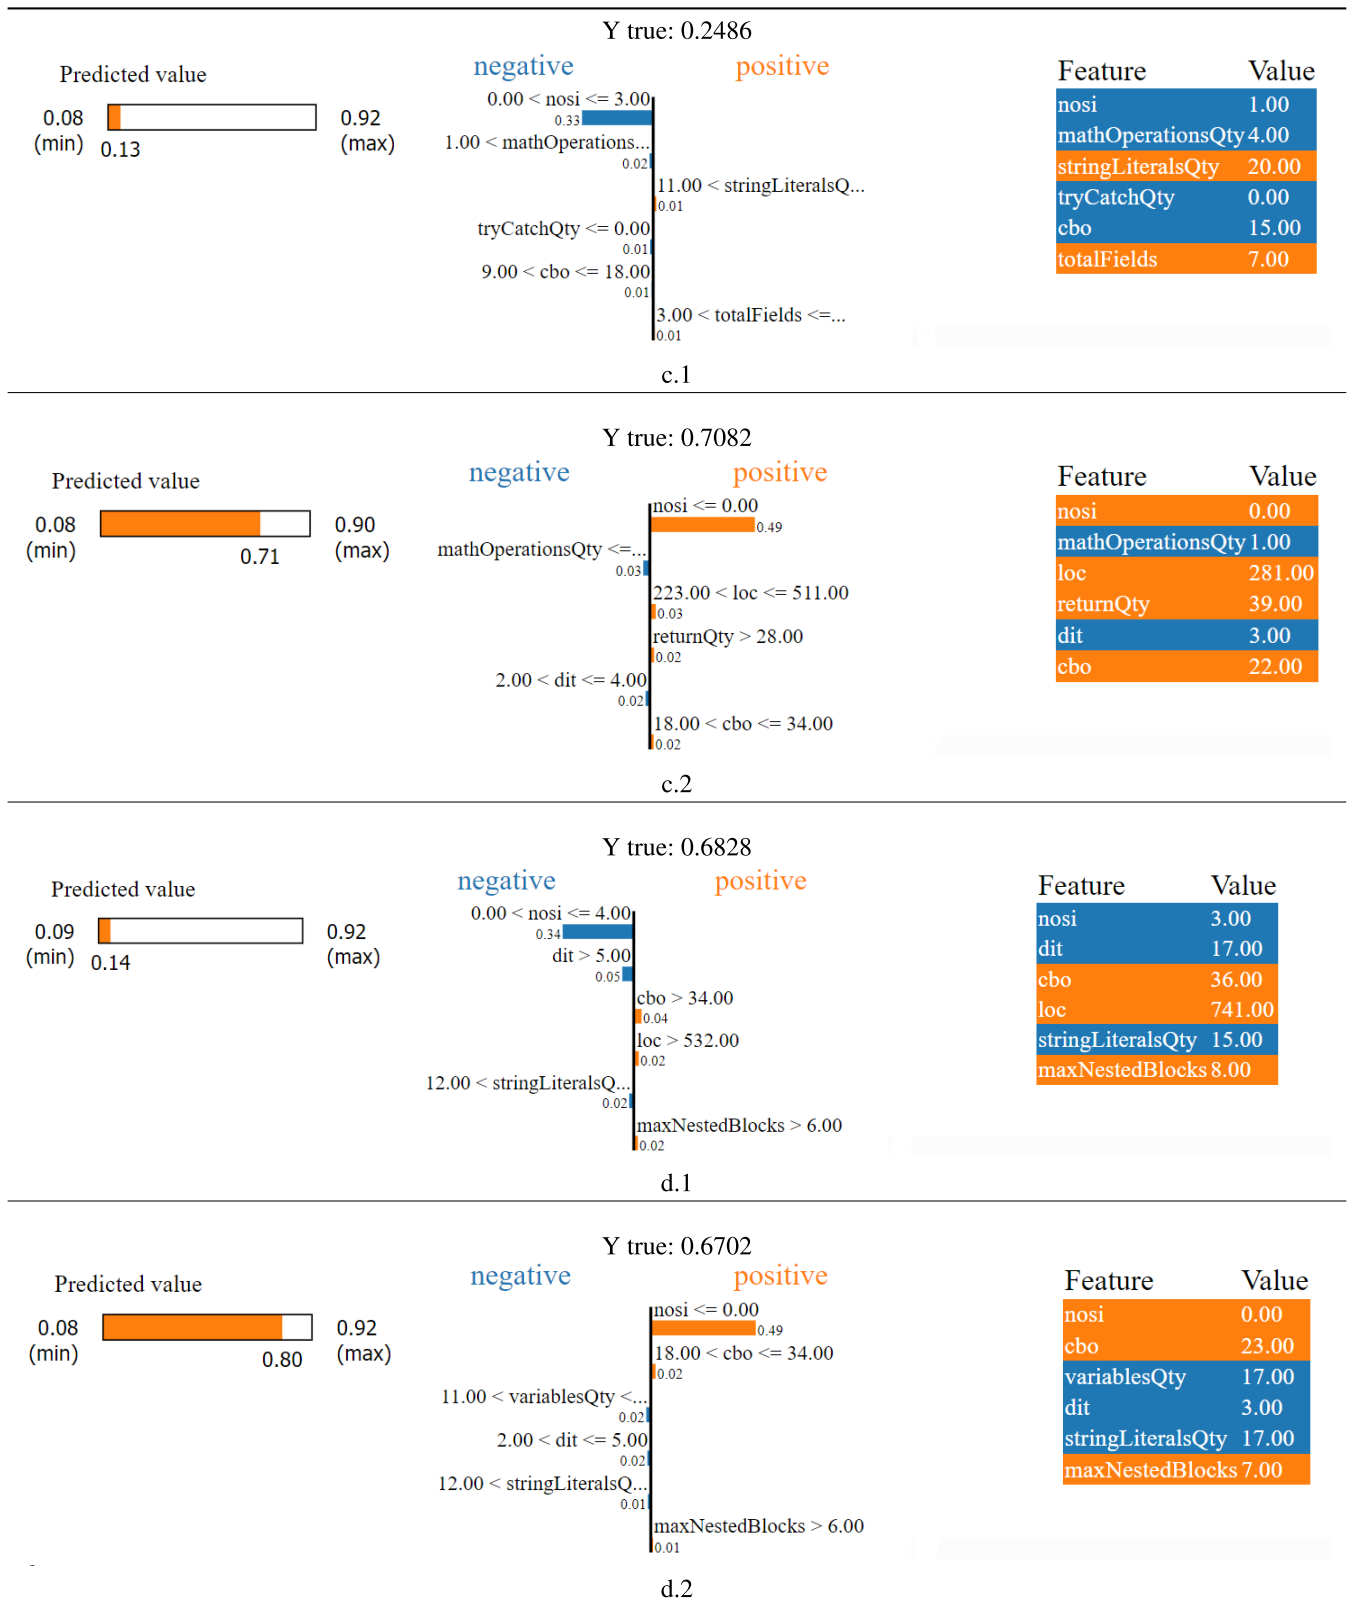 Y true: 0.2486
Predicted value
0.08
(min)
0.13
0.92
(max)
negative
positive
0.00 < nosi <= 3.00
0.33
1.00 < mathOperations...
0.02
11.00 < stringLiteralsQ...
0.01
tryCatchQty <= 0.00
0.01
9.00 < cbo <= 18.00
0.01
3.00 < totalFields <=...
0.01
Feature Value
nosi 1.00
mathOperationsQty 4.00
stringLiteralsQty 20.00
tryCatchQty 0.00
cbo 15.00
totalFields 7.00
c.1
Y true: 0.7082
Predicted value
0.08
(min)
0.71
0.90
(max)
negative
positive
nosi <= 0.00
0.49
mathOperationsQty <=...
0.03
223.00 < loc <= 511.00
0.03
returnQty > 28.00
0.02
2.00 < dit <= 4.00
0.02
18.00 < cbo <= 34.00
0.02
Feature Value
nosi 0.00
mathOperationsQty 1.00
loc 281.00
returnQty 39.00
dit 3.00
cbo 22.00
c.2
Y true: 0.6828
Predicted value
0.09
(min)
0.14
0.92
(max)
negative
positive
0.00 < nosi <= 4.00
0.34
dit > 5.00
0.05
cbo > 34.00
0.04
loc > 532.00
0.02
12.00 < stringLiteralsQ...
0.02
maxNestedBlocks > 6.00
0.02
Feature Value
nosi 3.00
dit 17.00
cbo 36.00
loc 741.00
stringLiteralsQty 15.00
maxNestedBlocks 8.00
d.1
Y true: 0.6702
Predicted value
0.08
(min)
0.80
0.92
(max)
negative
positive
nosi <= 0.00
0.49
18.00 < cbo <= 34.00
0.02
11.00 < variablesQty <...
0.02
2.00 < dit <= 5.00
0.02
12.00 < stringLiteralsQ...
0.01
maxNestedBlocks > 6.00
0.01
Feature Value
nosi 0.00
cbo 23.00
variablesQty 17.00
dit 3.00
stringLiteralsQty 17.00
maxNestedBlocks 7.00
d.2